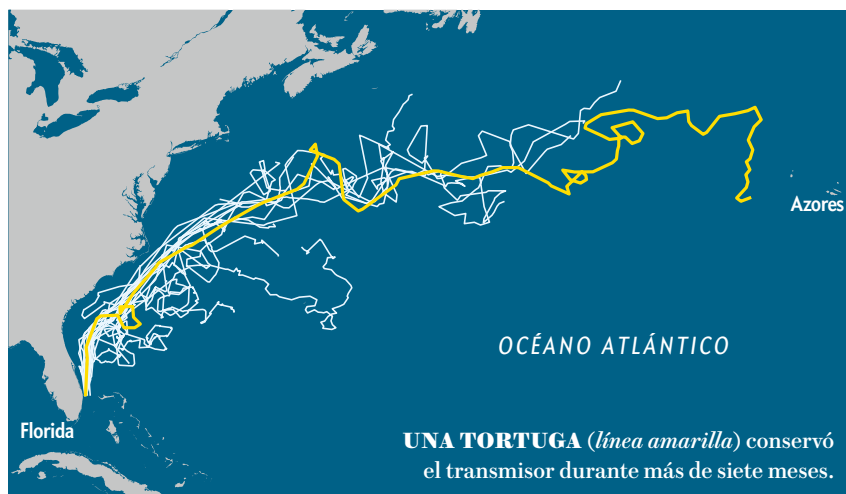 Azores
OCÉANO ATLÁNTICO
Florida
UNA TORTUGA (línea amarilla) conservó
el transmisor durante más de siete meses.